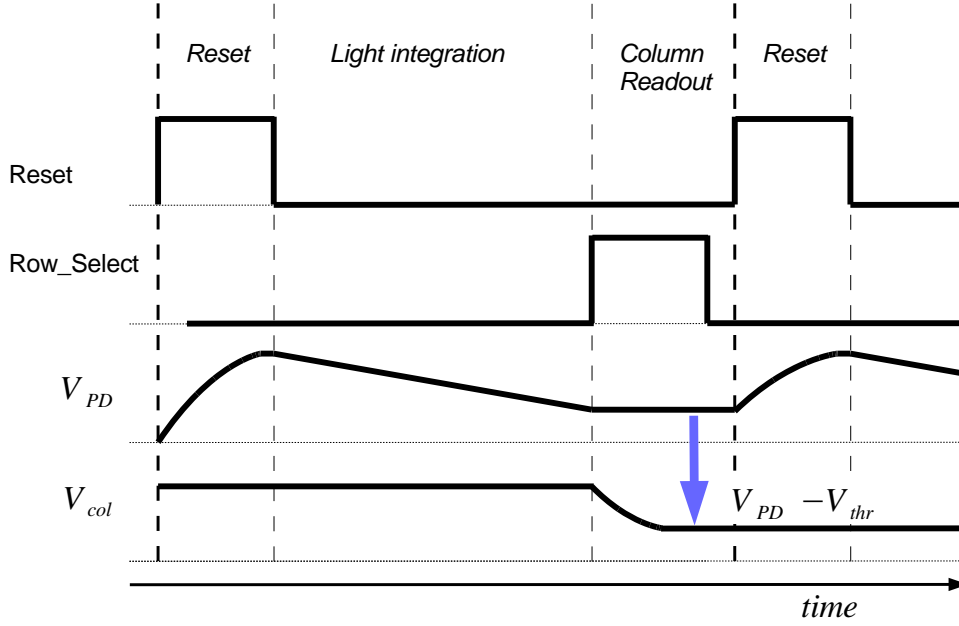 Reset
Light integration
Column
Readout
Reset
Reset
Row_Select
V_PD
V_col
V_PD −V_thr
time